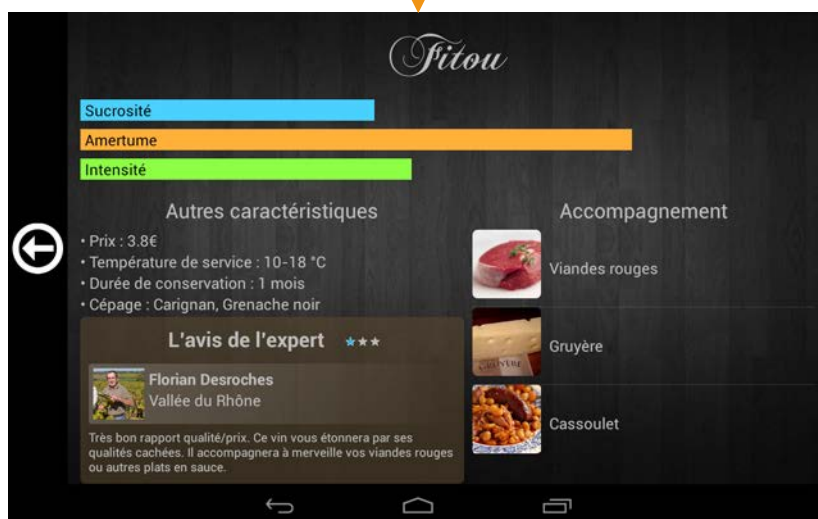 Fitou
Sucrosité
Amertume
Intensité
Autres caractéristiques
• Prix : 3.8€
• Température de service : 10-18 °C
• Durée de conservation : 1 mois
• Cépage : Carignan, Grenache noir
L'avis de l'expert
Florian Desroches
Vallée du Rhône
Très bon rapport qualité/prix. Ce vin vous étonnera par ses
qualités cachées. Il accompagnera à merveille vos viandes rouges
ou autres plats en sauce.
Accompagnement
Viandes rouges
Gruyère
Cassoulet